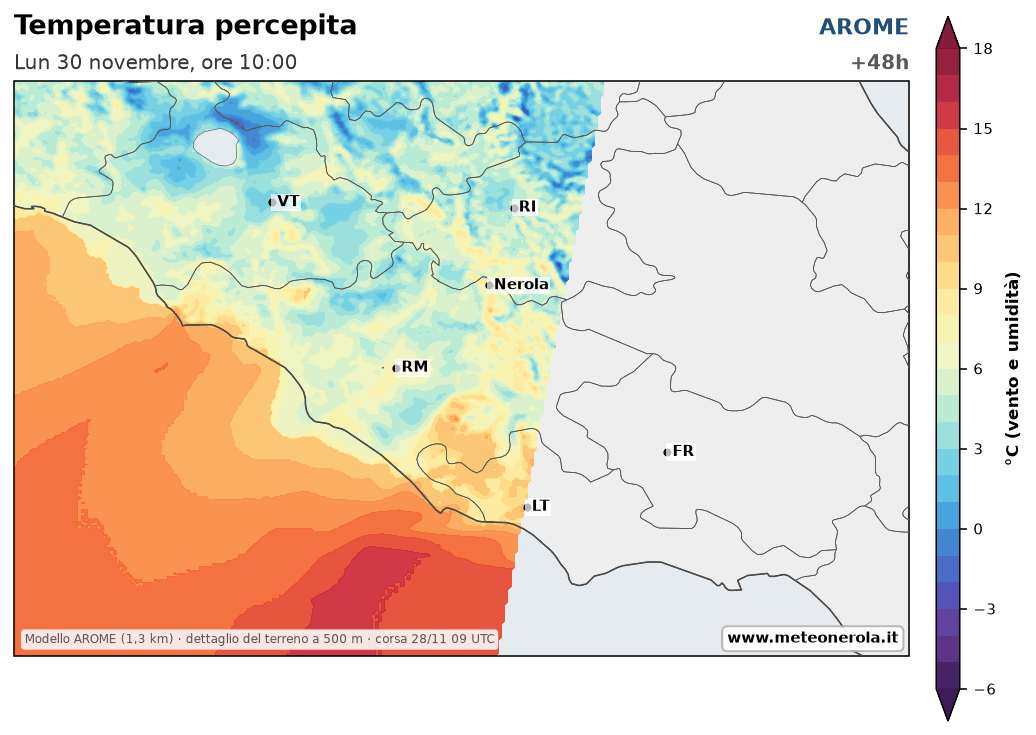 Temperatura percepita
AROME
Lun 30 novembre, ore 10:00
+48h
VT
RI
Nerola
RM
FR
LT
Modello AROME (1,3 km) · dettaglio del terreno a 500 m · corsa 28/11 09 UTC
www.meteonerola.it
18
15
12
9
6
3
0
−3
−6
°C (vento e umidità)